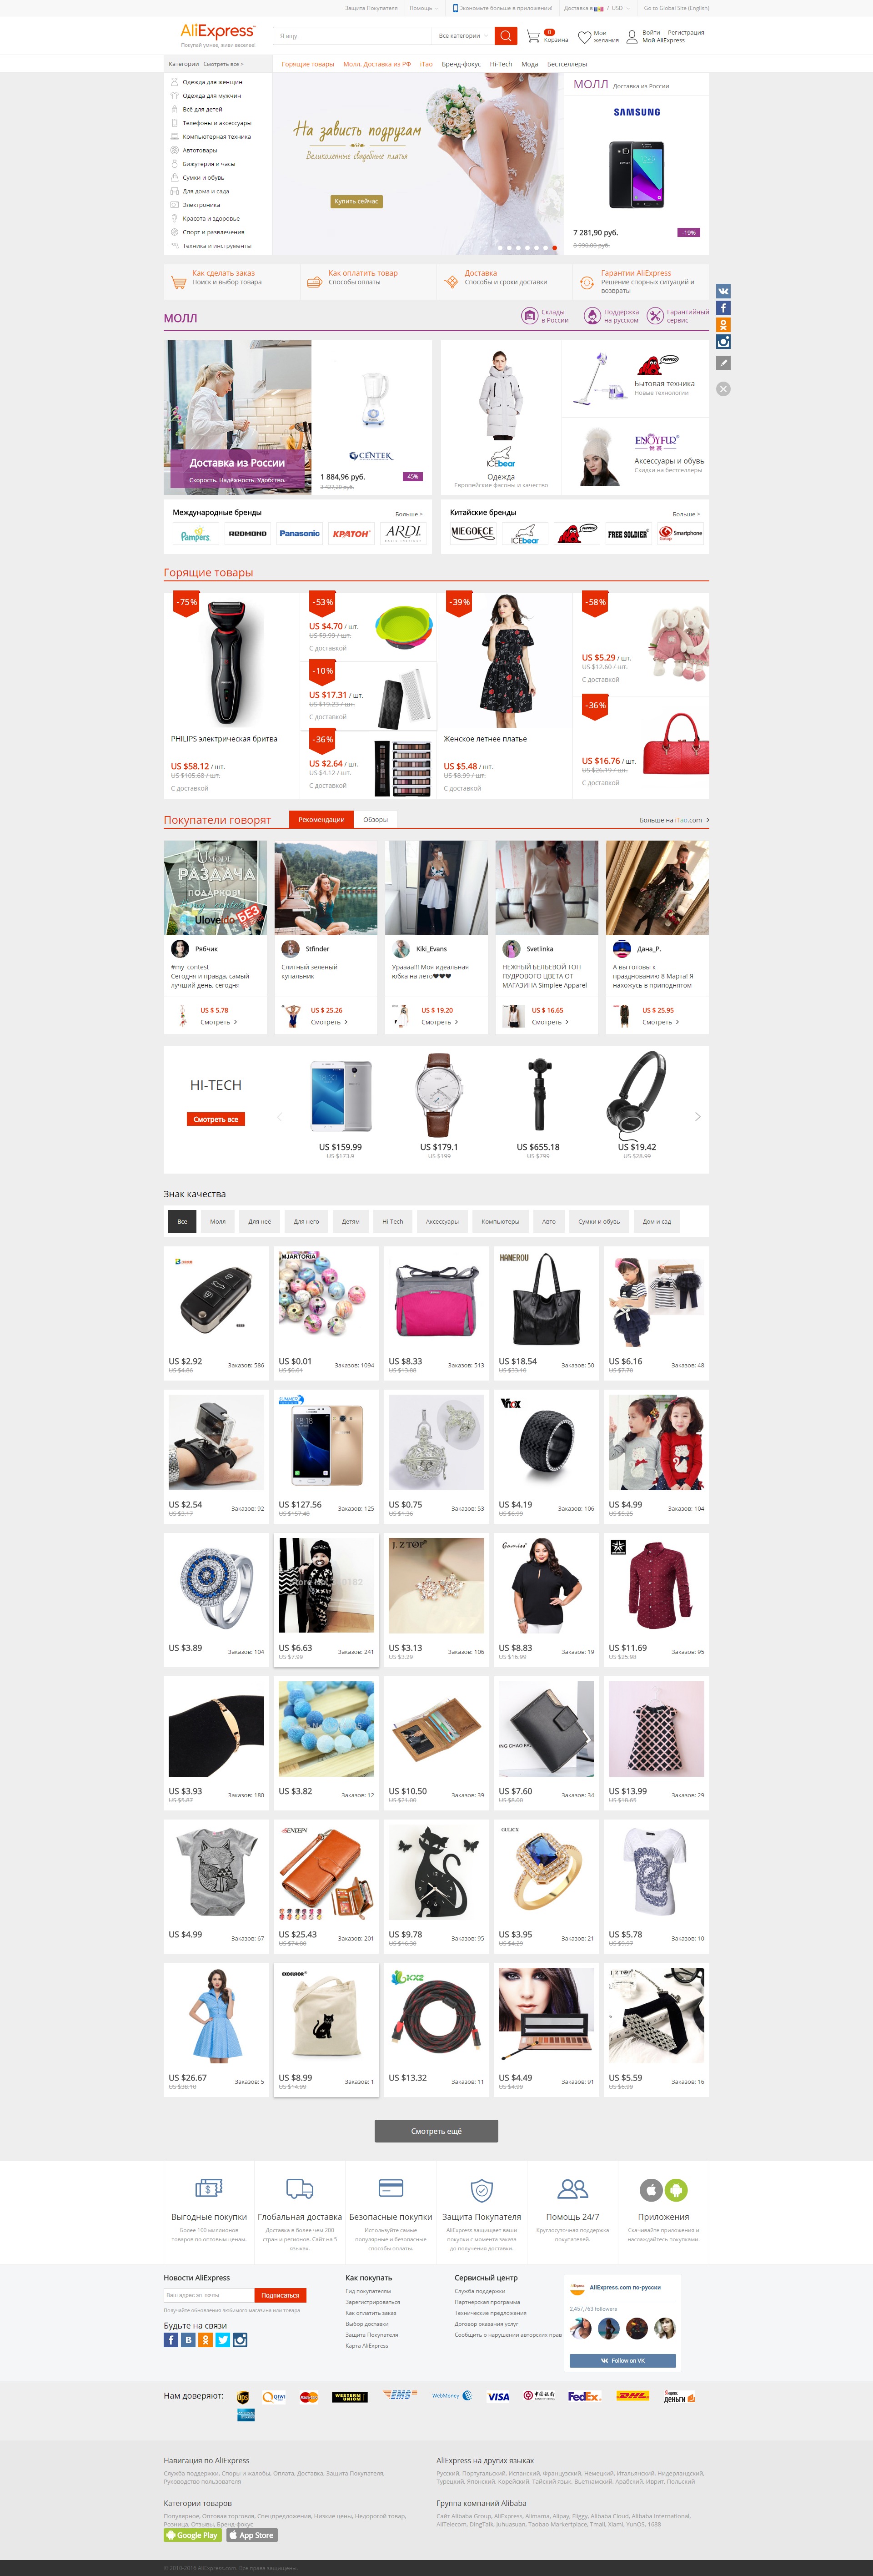 Защита Покупателя
Помощь
Экономьте больше в приложении!
Доставка в / USD
Go to Global Site (English)
AliExpress
Покупай умнее, живи веселее!
Я ищу...
Все категории
0
Корзина
Мои желания
Войти Регистрация
Мой AliExpress
Категории Смотреть все >
Горящие товары
Молл. Доставка из РФ
iTao
Бренд-фокус
Hi-Tech
Мода
Бестселлеры
Одежда для женщин
Одежда для мужчин
Всё для детей
Телефоны и аксессуары
Компьютерная техника
Автотовары
Бижутерия и часы
Сумки и обувь
Для дома и сада
Электроника
Красота и здоровье
Спорт и развлечения
Техника и инструменты
На зависть подругам
Великолепные свадебные платья
Купить сейчас
МОЛЛ Доставка из России
SAMSUNG
7 281,90 руб.
-19%
8 990,00 руб.
Как сделать заказ
Поиск и выбор товара
Как оплатить товар
Способы оплаты
Доставка
Способы и сроки доставки
Гарантии AliExpress
Решение спорных ситуаций и возвраты
МОЛЛ
Склады в России
Поддержка на русском
Гарантийный сервис
Доставка из России
Скорость. Надёжность. Удобство.
CENTEK
1 884,96 руб.
45%
3 427,20 руб.
ICEbear
Одежда
Европейские фасоны и качество
PUPPYOO
Бытовая техника
Новые технологии
ENJOYFUR
Аксессуары и обувь
Скидки на бестселлеры
Международные бренды
Больше >
Pampers
REDMOND
Panasonic
КРАТОН
ARDI
Китайские бренды
Больше >
MIEGOFCE
ICEbear
PUPPYOO
FREE SOLDIER
Smartphone
Горящие товары
-75%
PHILIPS электрическая бритва
US $58.12 / шт.
US $105.68 / шт.
С доставкой
-53%
US $4.70 / шт.
US $9.99 / шт.
С доставкой
-10%
US $17.31 / шт.
US $19.23 / шт.
С доставкой
-36%
US $2.64 / шт.
US $4.12 / шт.
С доставкой
-39%
Женское летнее платье
US $5.48 / шт.
US $8.99 / шт.
С доставкой
-58%
US $5.29 / шт.
US $12.60 / шт.
С доставкой
-36%
US $16.76 / шт.
US $26.19 / шт.
С доставкой
Покупатели говорят
Рекомендации
Обзоры
Больше на iTao.com
РАЗДАЧА
ПОДАРКОВ!
Рябчик
#my_contest
Сегодня и правда, самый
лучший день, сегодня
US $ 5.78
Смотреть
Stfinder
Слитный зеленый
купальник
US $ 25.26
Смотреть
Kiki_Evans
Ураааа!!! Моя идеальная
юбка на лето❤❤❤
US $ 19.20
Смотреть
Svetlinka
НЕЖНЫЙ БЕЛЬЕВОЙ ТОП
ПУДРОВОГО ЦВЕТА ОТ
МАГАЗИНА Simplee Apparel
US $ 16.65
Смотреть
Дана_Р.
А вы готовы к
празднованию 8 Марта! Я
нахожусь в приподнятом
US $ 25.95
Смотреть
HI-TECH
Смотреть все
US $159.99
US $173.9
US $179.1
US $199
US $655.18
US $799
US $19.42
US $28.99
Знак качества
Все
Молл
Для неё
Для него
Детям
Hi-Tech
Аксессуары
Компьютеры
Авто
Сумки и обувь
Дом и сад
US $2.92
US $4.86
Заказов: 586
MJARTORIA
US $0.01
US $0.01
Заказов: 1094
US $8.33
US $13.88
Заказов: 513
HANEROU
US $18.54
US $33.10
Заказов: 50
US $6.16
US $7.70
Заказов: 48
US $2.54
US $3.17
Заказов: 92
US $127.56
US $157.48
Заказов: 125
US $0.75
US $1.36
Заказов: 53
Vnox
US $4.19
US $6.99
Заказов: 106
US $4.99
US $5.25
Заказов: 104
US $3.89
Заказов: 104
US $6.63
US $7.99
Заказов: 241
J.ZTOP
US $3.13
US $3.29
Заказов: 106
Gamiss
US $8.83
US $16.99
Заказов: 19
US $11.69
US $25.98
Заказов: 95
US $3.93
US $5.87
Заказов: 180
US $3.82
Заказов: 12
US $10.50
US $21.00
Заказов: 39
US $7.60
US $8.00
Заказов: 34
US $13.99
US $18.65
Заказов: 29
US $4.99
Заказов: 67
US $25.43
US $74.80
Заказов: 201
US $9.78
US $16.30
Заказов: 95
GULICX
US $3.95
US $4.29
Заказов: 21
US $5.78
US $9.97
Заказов: 10
US $26.67
US $38.10
Заказов: 5
EXCELSIOR
US $8.99
US $14.99
Заказов: 1
US $13.32
Заказов: 11
US $4.49
US $4.99
Заказов: 91
J.ZTOP
US $5.59
US $6.99
Заказов: 16
Смотреть ещё
Выгодные покупки
Более 100 миллионов
товаров по оптовым ценам.
Глобальная доставка
Доставка в более чем 200
стран и регионов. Сайт на 5
языках.
Безопасные покупки
Используйте самые
популярные и безопасные
способы оплаты.
Защита Покупателя
AliExpress защищает ваши
покупки с момента заказа
до получения доставки.
Помощь 24/7
Круглосуточная поддержка
покупателей.
Приложения
Скачивайте приложения и
наслаждайтесь покупками.
Новости AliExpress
Ваш адрес эл. почты
Подписаться
Получайте обновления любимого магазина или товара
Будьте на связи
Как покупать
Гид покупателям
Зарегистрироваться
Как оплатить заказ
Выбор доставки
Защита Покупателя
Карта AliExpress
Сервисный центр
Служба поддержки
Партнерская программа
Технические предложения
Договор оказания услуг
Сообщить о нарушении авторских прав
AliExpress.com по-русски
2,457,763 followers
Follow on VK
Нам доверяют:
ups
QIWI
MasterCard
WESTERN UNION
EMS
WebMoney
VISA
中国银行
FedEx
DHL
Яндекс Деньги
Навигация по AliExpress
Служба поддержки, Споры и жалобы, Оплата, Доставка, Защита Покупателя,
Руководство пользователя
AliExpress на других языках
Русский, Португальский, Испанский, Французский, Немецкий, Итальянский, Нидерландский,
Турецкий, Японский, Корейский, Тайский язык, Вьетнамский, Арабский, Иврит, Польский
Категории товаров
Популярное, Оптовая торговля, Спецпредложения, Низкие цены, Недорогой товар,
Розница, Отзывы, Бренд-фокус
Группа компаний Alibaba
Сайт Alibaba Group, AliExpress, Alimama, Alipay, Fliggy, Alibaba Cloud, Alibaba International,
AliTelecom, DingTalk, Juhuasuan, Taobao Marketplace, Tmall, Xiami, YunOS, 1688
Google Play
App Store
© 2010-2016 AliExpress.com. Все права защищены.